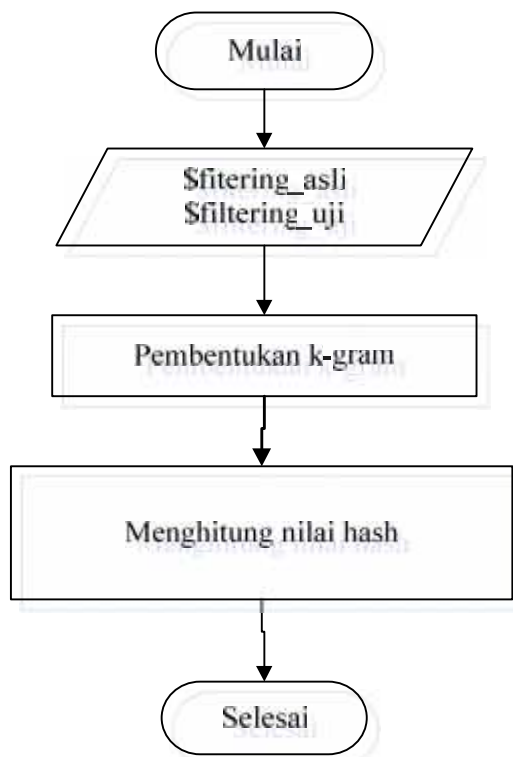 Mulai
$fitering_asli
$filtering_uji
Pembentukan k-gram
Menghitung nilai hash
Selesai